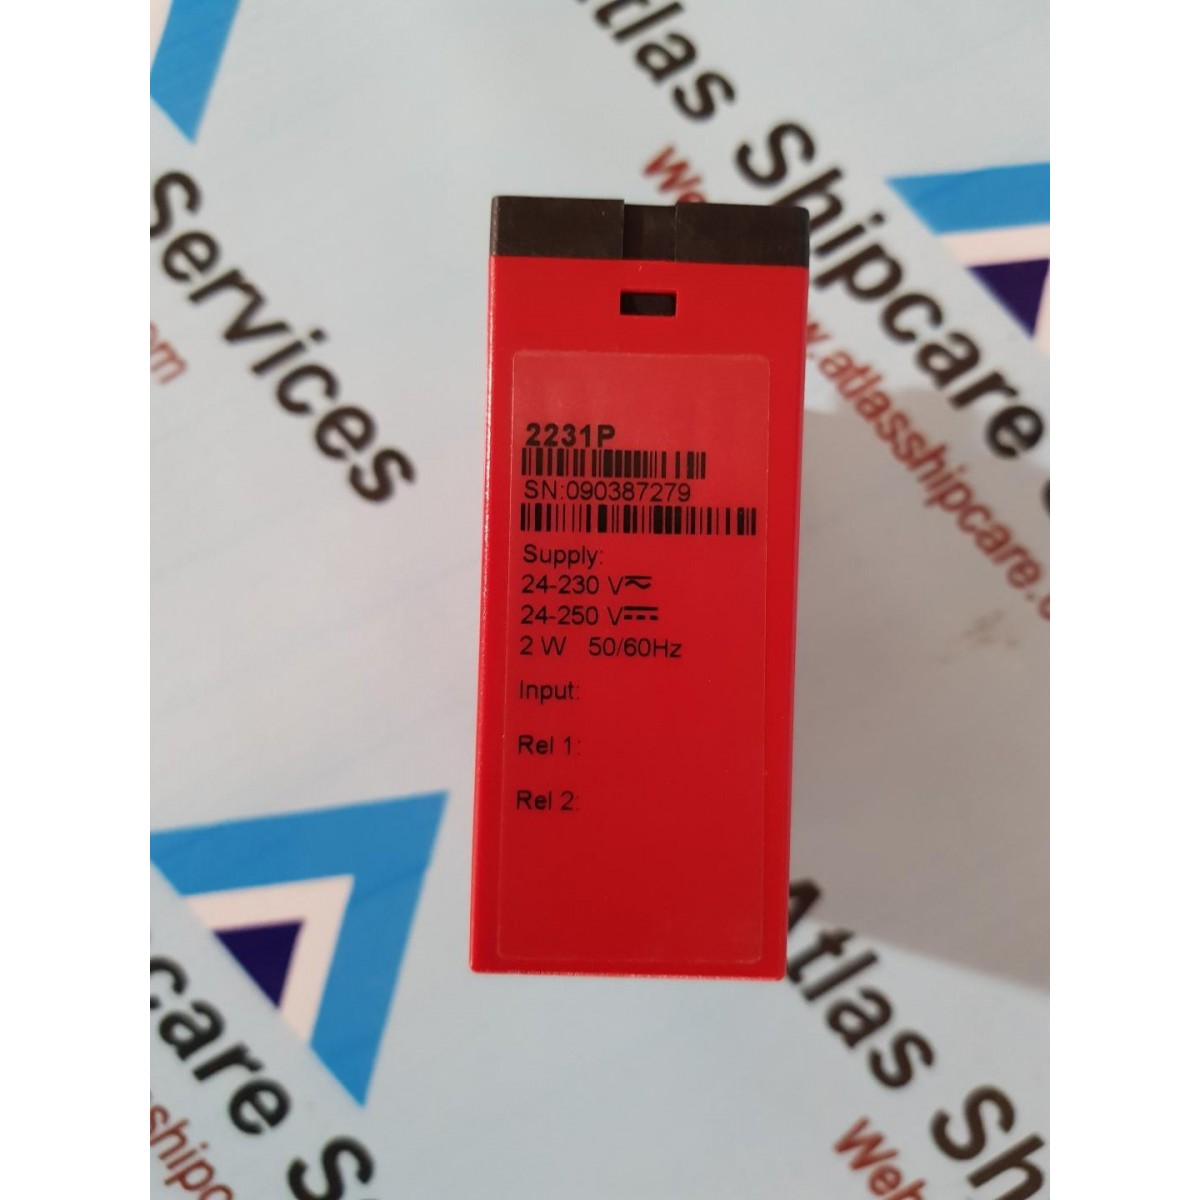 Atlas Shipcare Services
www.atlasshipcare.c
2231P
SN:090387279
Supply:
24-230 V
24-250 V
2 W 50/60Hz
Input:
Rel 1:
Rel 2:
care S
Atlas Sh